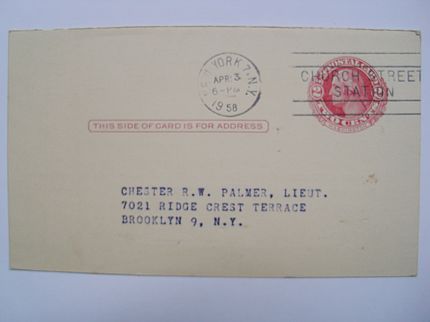 NEW YORK 7, N.Y.
APR 3
6-PM
1958
CHURCH STREET
STATION
THIS SIDE OF CARD IS FOR ADDRESS
CHESTER R.W. PALMER, LIEUT.
7021 RIDGE CREST TERRACE
BROOKLYN 9, N.Y.